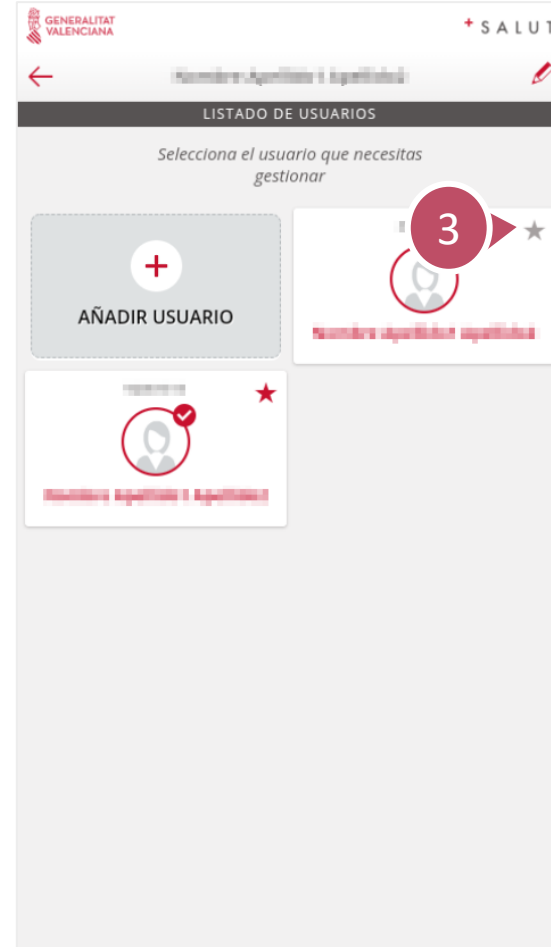 GENERALITAT
VALENCIANA
+ SALUT
LISTADO DE USUARIOS
Selecciona el usuario que necesitas
gestionar
3
AÑADIR USUARIO